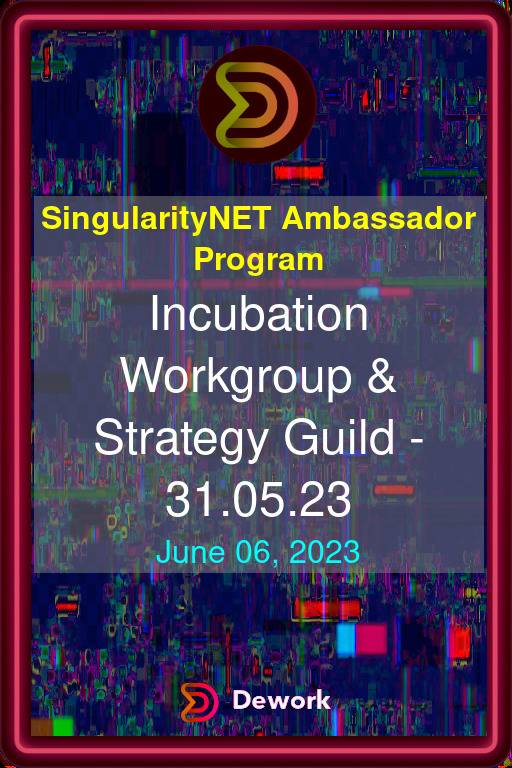 SingularityNET Ambassador
Program
Incubation
Workgroup &
Strategy Guild -
31.05.23
June 06, 2023
Dework